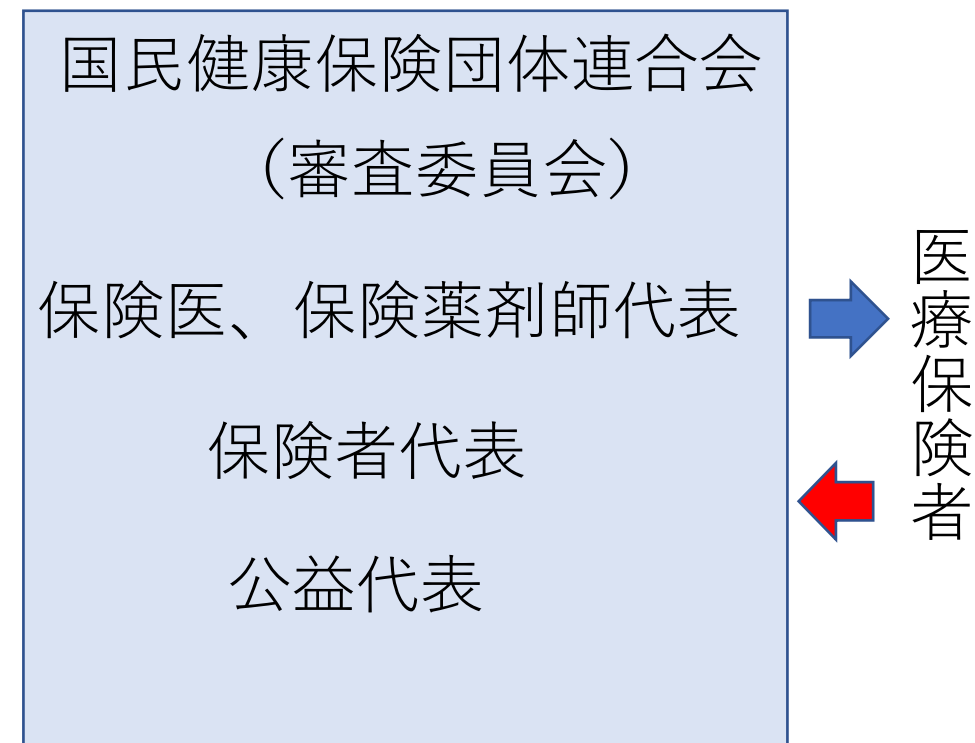 国民健康保険団体連合会
（審査委員会）
保険医、保険薬剤師代表
保険者代表
公益代表
医療保険者